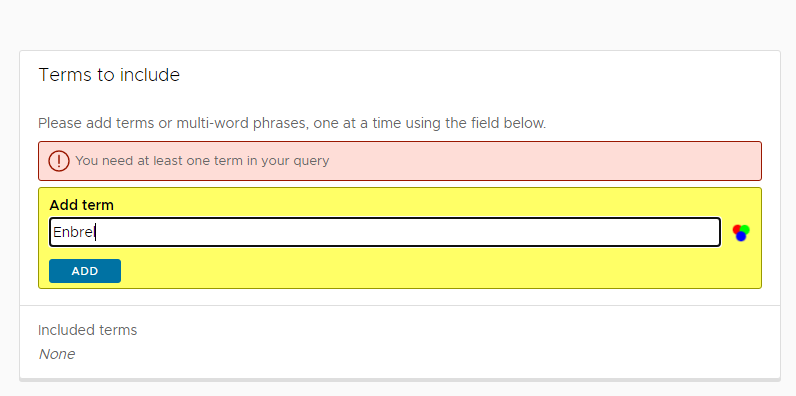 Terms to include
Please add terms or multi-word phrases, one at a time using the field below.
You need at least one term in your query
Add term
Enbrel
ADD
Included terms
None